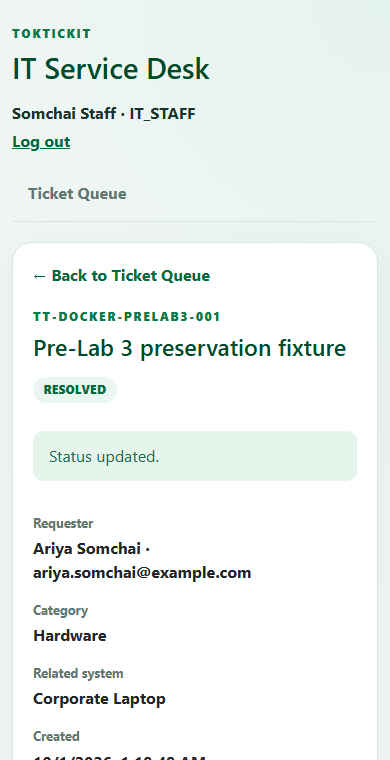 TOKTICKIT
IT Service Desk
Somchai Staff · IT_STAFF
Log out
Ticket Queue
← Back to Ticket Queue
TT-DOCKER-PRELAB3-001
Pre-Lab 3 preservation fixture
RESOLVED
Status updated.
Requester
Ariya Somchai ·
ariya.somchai@example.com
Category
Hardware
Related system
Corporate Laptop
Created